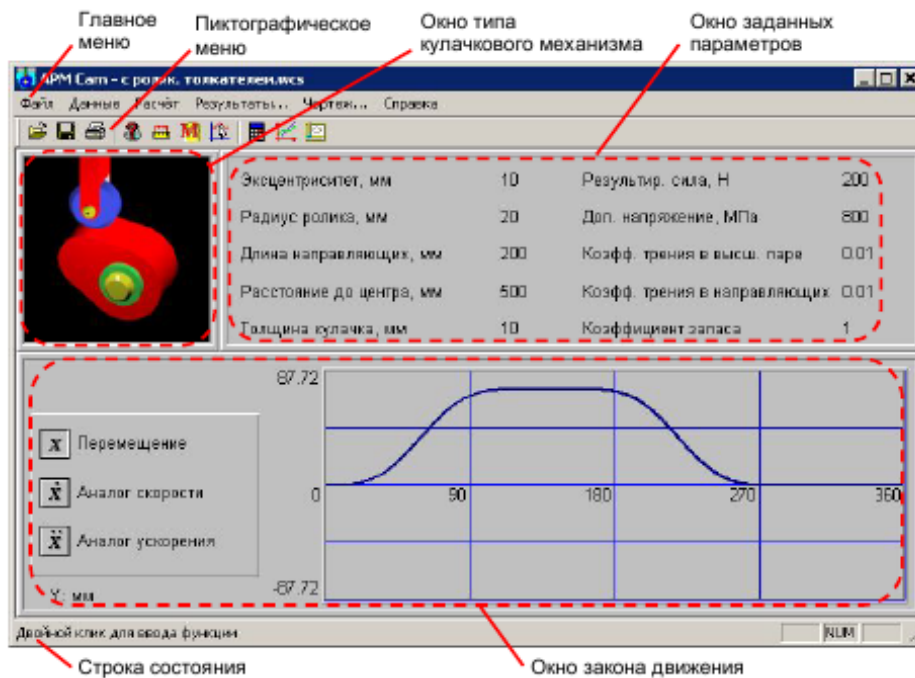 Главное меню
Пиктографическое меню
Окно типа кулачкового механизма
Окно заданных параметров
APM Cam - с ролик. толкателем.wcs
Файл Данные Расчёт Результаты... Чертеж... Справка
Эксцентриситет, мм 10 Результир. сила, Н 200
Радиус ролика, мм 20 Доп. напряжение, МПа 800
Длина направляющих, мм 200 Коэфф. трения в высш. паре 0.01
Расстояние до центра, мм 500 Коэфф. трения в направляющих 0.01
Толщина кулачка, мм 10 Коэффициент запаса 1
87.72
x Перемещение
ẋ Аналог скорости
0 90 180 270 360
ẍ Аналог ускорения
Y: мм
-87.72
Двойной клик для ввода функции NUM
Строка состояния
Окно закона движения